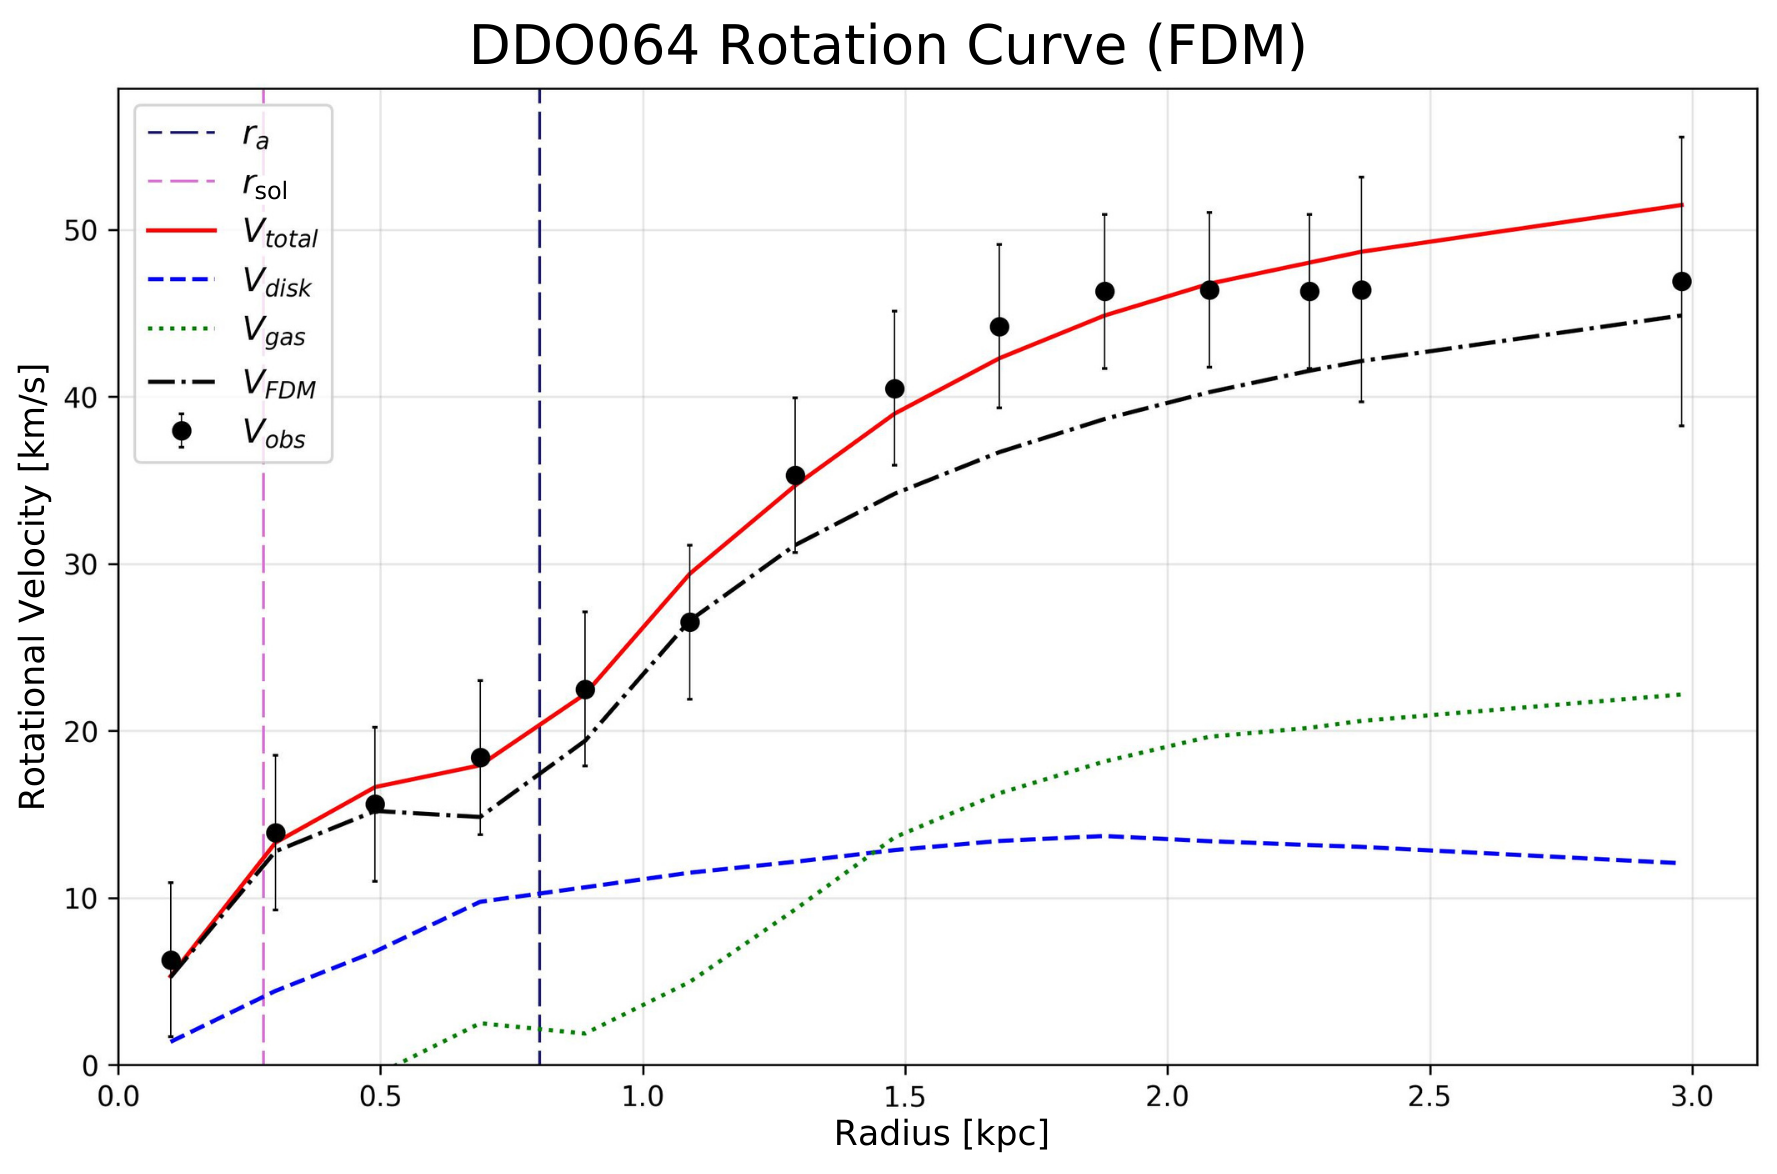 DDO064 Rotation Curve (FDM)
r_a
r_sol
V_total
V_disk
V_gas
V_FDM
V_obs
Rotational Velocity [km/s]
50
40
30
20
10
0
0.0 0.5 1.0 1.5 2.0 2.5 3.0
Radius [kpc]